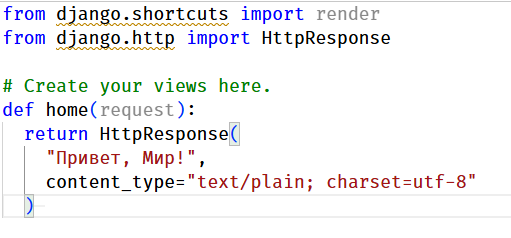 from django.shortcuts import render
from django.http import HttpResponse

# Create your views here.
def home(request):
  return HttpResponse(
    "Привет, Мир!",
    content_type="text/plain; charset=utf-8"
  )